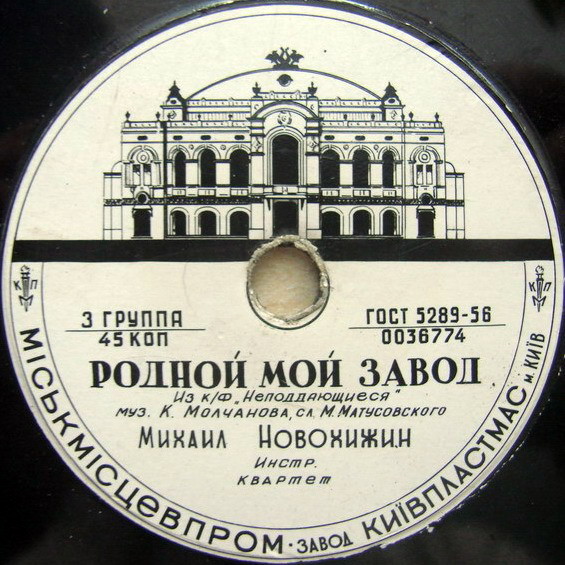 К П
К П
3 ГРУППА
45 КОП
ГОСТ 5289-56
0036774
РОДНОЙ МОЙ ЗАВОД
Из к/ф „Неподдающиеся"
муз. К. Молчанова, сл. М. Матусовского
Михаил Новохижин
Инстр.
квартет
МІСЬКМІСЦЕВПРОМ · ЗАВОД КИЇВПЛАСТМАС м. КИЇВ